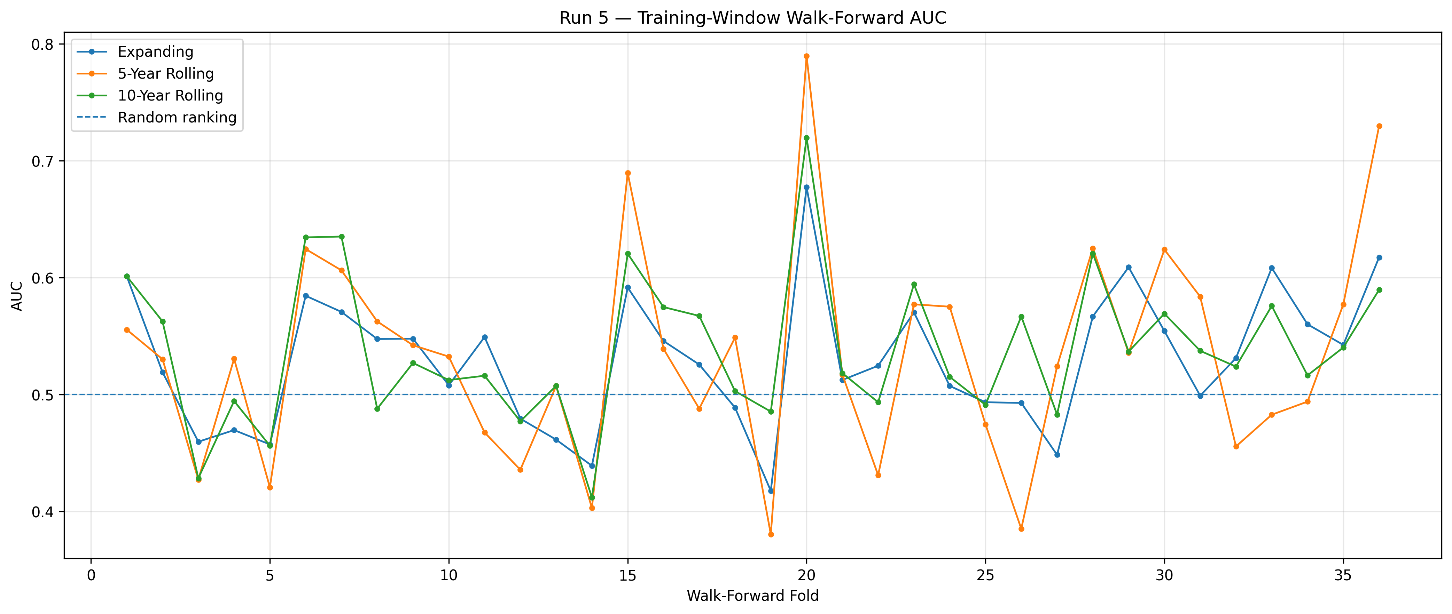 Run 5 — Training-Window Walk-Forward AUC
Expanding
5-Year Rolling
10-Year Rolling
Random ranking
AUC
0.8
0.7
0.6
0.5
0.4
0 5 10 15 20 25 30 35
Walk-Forward Fold